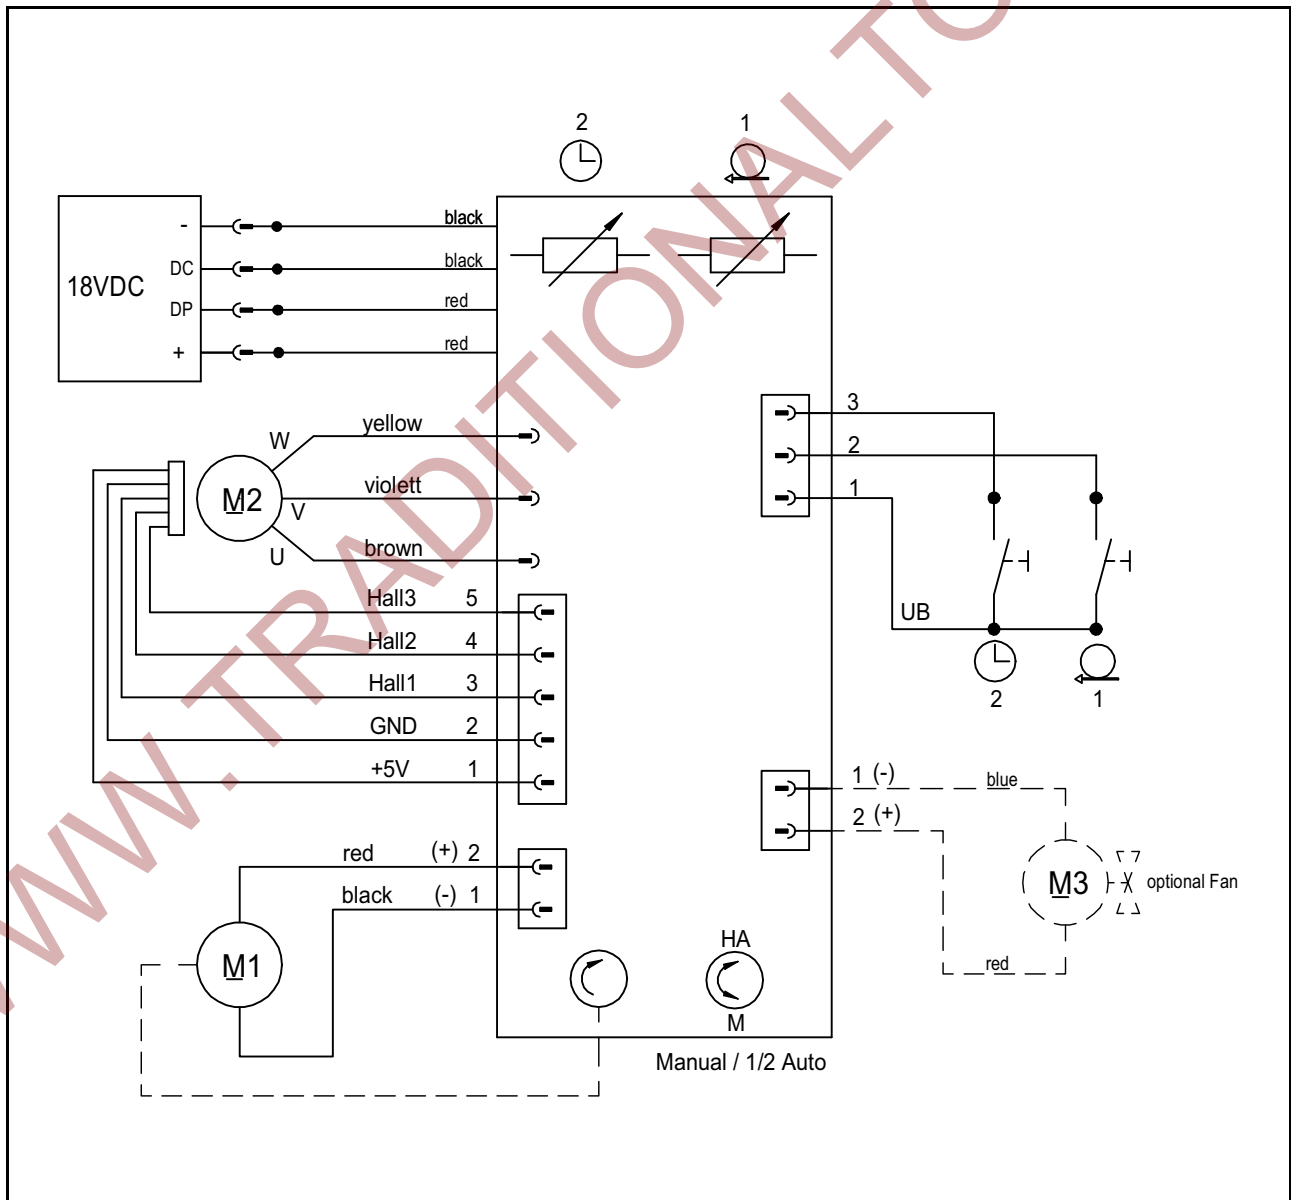 2 1
- black
18VDC DC black
DP red
+ red
W yellow
M2 V violett
U brown
Hall3 5
Hall2 4
Hall1 3
GND 2
+5V 1
3
2
1
UB
2 1
1 (-) blue
2 (+)
M3 optional Fan
red
red (+) 2
black (-) 1
M1
HA
M
Manual / 1/2 Auto
WW.TRADITIONALTO